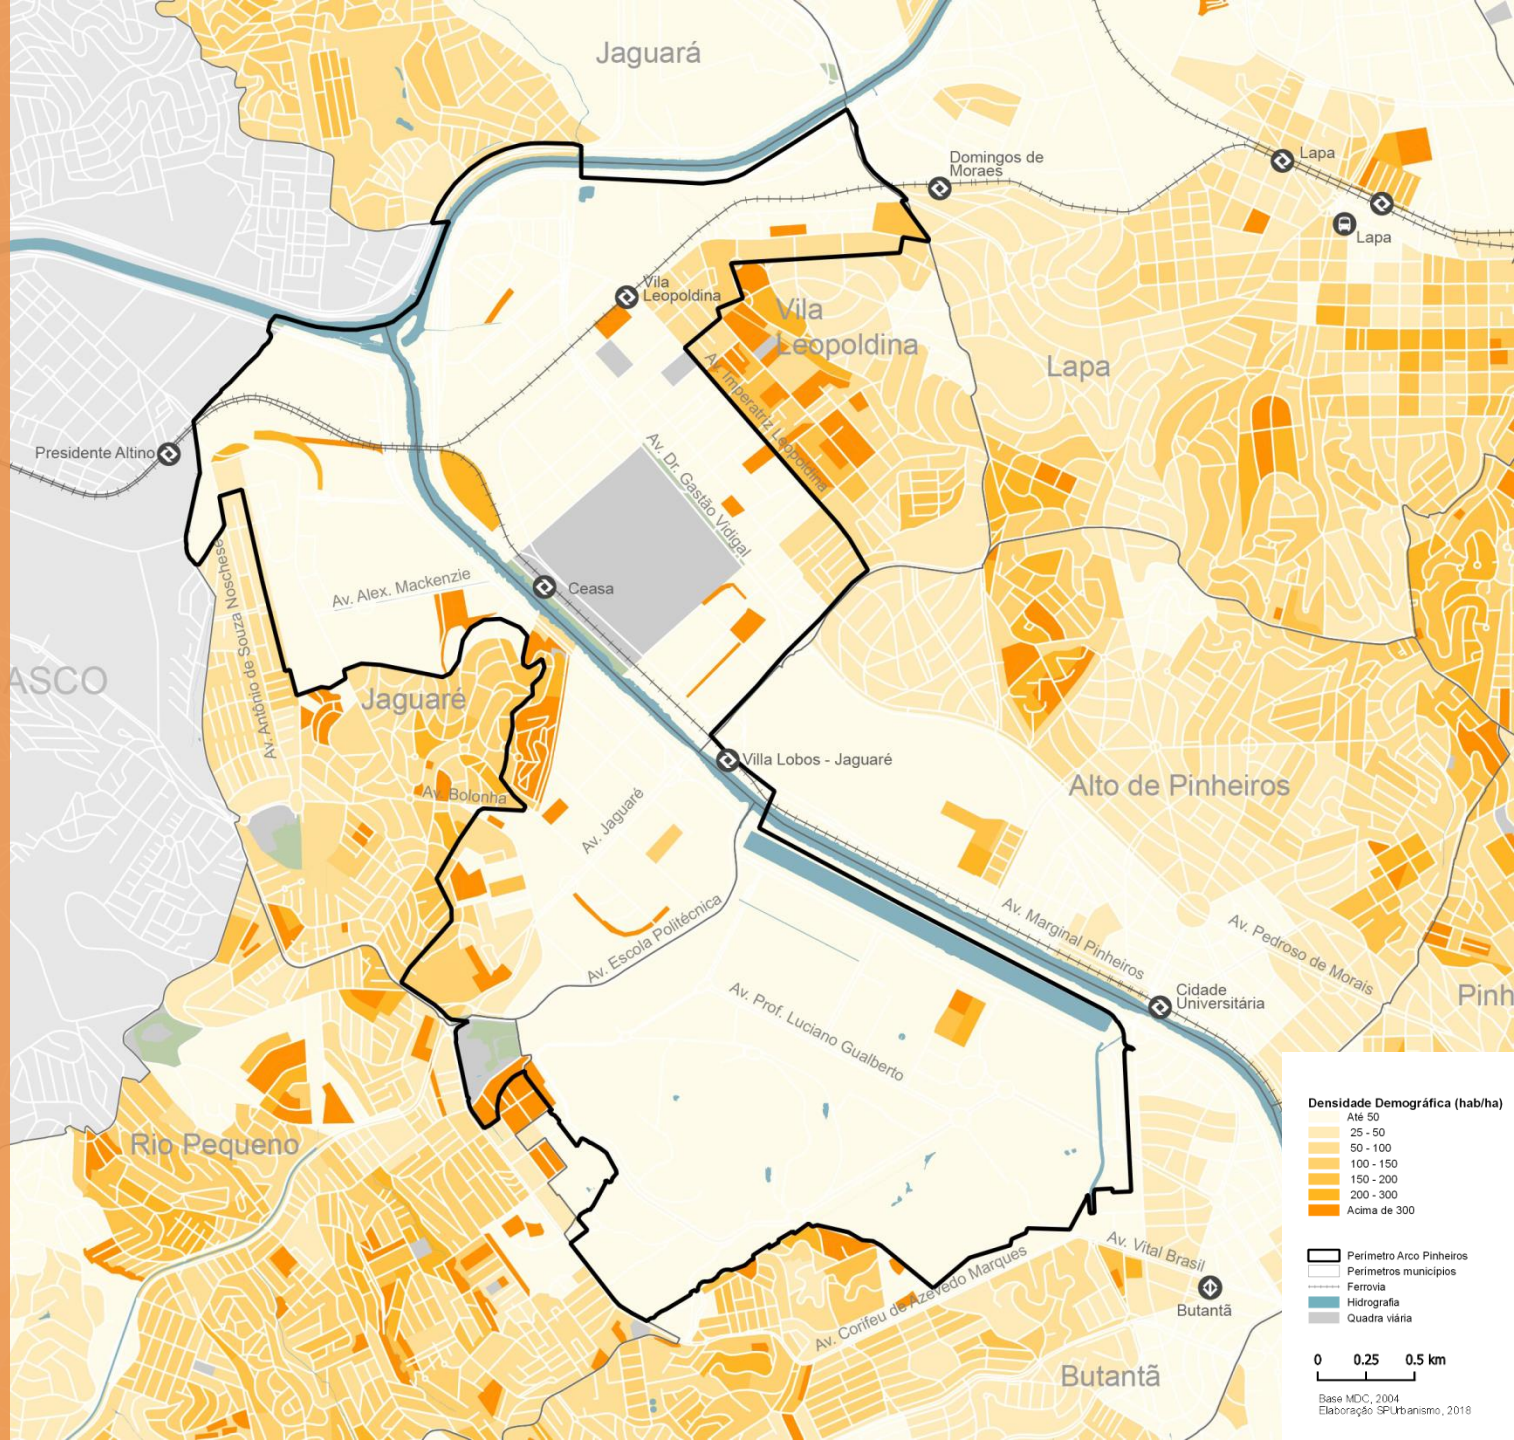 Jaguará
Domingos de
Moraes
Lapa
Lapa
Vila
Leopoldina
Vila
Leopoldina
Lapa
Av. Imperatriz Leopoldina
Presidente Altino
Av. Dr. Gastão Vidigal
Av. Alex. Mackenzie
Ceasa
Av. Antonio de Souza Noschese
ASCO
Jaguaré
Villa Lobos - Jaguaré
Av. Bolonha
Alto de Pinheiros
Av. Jaguaré
Av. Escola Politécnica
Av. Marginal Pinheiros
Av. Pedroso de Morais
Cidade
Universitária
Pinh
Av. Prof. Luciano Gualberto
Rio Pequeno
Av. Vital Brasil
Butantã
Av. Corifeu de Azevedo Marques
Butantã
Densidade Demográfica (hab/ha)
Até 50
25 - 50
50 - 100
100 - 150
150 - 200
200 - 300
Acima de 300
Perímetro Arco Pinheiros
Perímetros municípios
Ferrovia
Hidrografia
Quadra viária
0 0.25 0.5 km
Base MDC, 2004
Elaboração SPUrbanismo, 2018